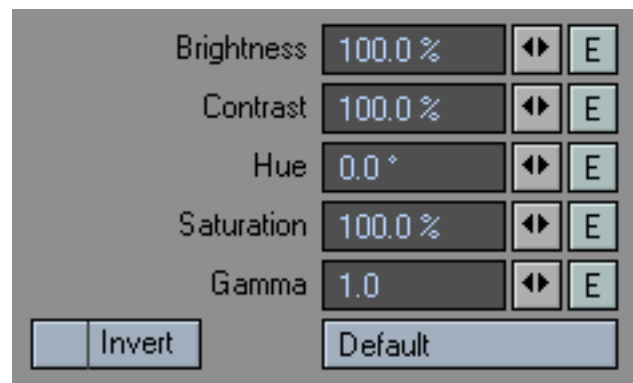 Brightness 100.0 % E
Contrast 100.0 % E
Hue 0.0 ° E
Saturation 100.0 % E
Gamma 1.0 E
Invert Default